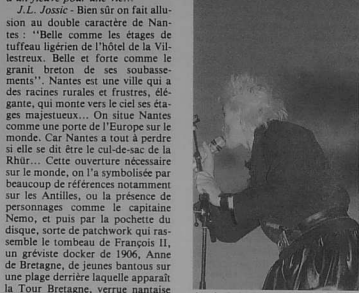 J.L. Jossic - Bien sûr on fait allu-
sion au double caractère de Nan-
tes : "Belle comme les étages de
tuffeau ligérien de l'hôtel de la Vil-
lestreux. Belle et forte comme le
granit breton de ses soubasse-
ments". Nantes est une ville qui a
des racines rurales et frustres, élé-
gante, qui monte vers le ciel ses éta-
ges majestueux... On situe Nantes
comme une porte de l'Europe sur le
monde. Car Nantes a tout à perdre
si elle se dit être le cul-de-sac de la
Rhür... Cette ouverture nécessaire
sur le monde, on l'a symbolisée par
beaucoup de références notamment
sur les Antilles, ou la présence de
personnages comme le capitaine
Nemo, et puis par la pochette du
disque, sorte de patchwork qui ras-
semble le tombeau de François II,
un gréviste docker de 1906, Anne
de Bretagne, de jeunes bantous sur
une plage derrière laquelle apparaît
la Tour Bretagne, verrue nantaise